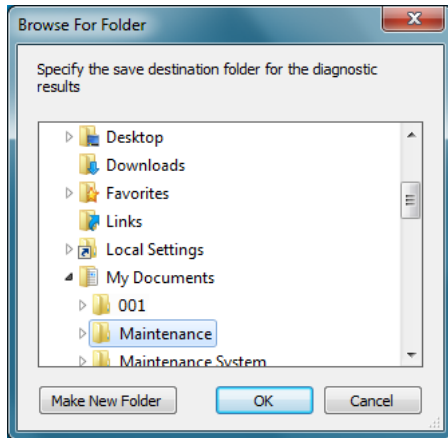 Browse For Folder
Specify the save destination folder for the diagnostic
results
Desktop
Downloads
Favorites
Links
Local Settings
My Documents
001
Maintenance
Maintenance System
Make New Folder
OK
Cancel